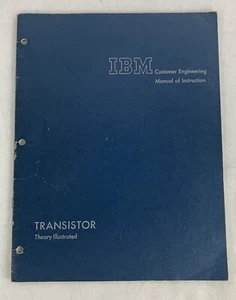 IBM Customer Engineering
Manual of Instruction
TRANSISTOR
Theory Illustrated